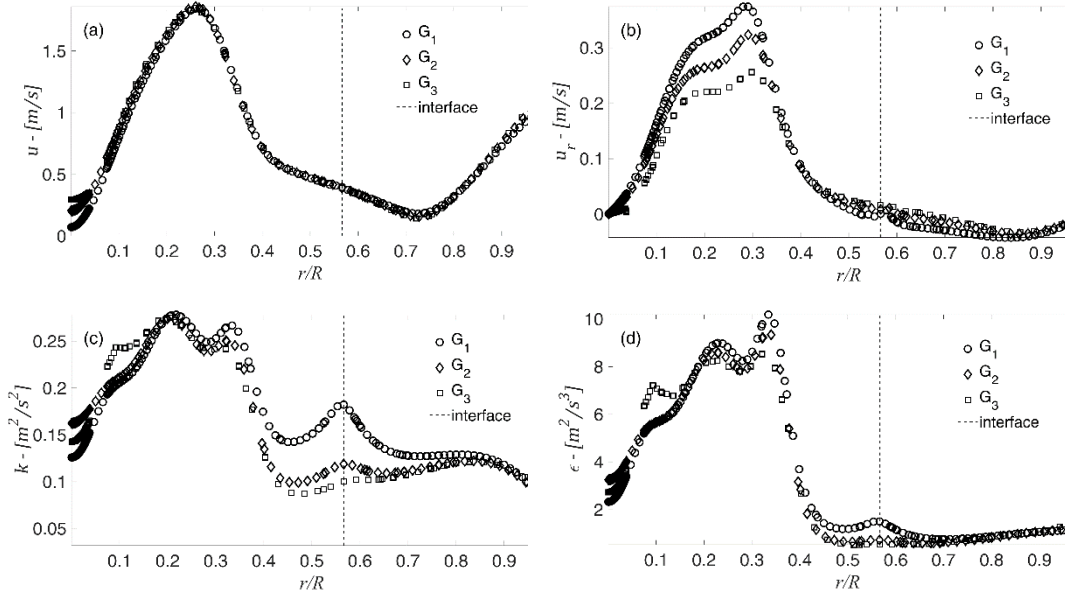 (a)
G1
G2
G3
interface
u - [m/s]
1.5
1
0.5
0
0.1 0.2 0.3 0.4 0.5 0.6 0.7 0.8 0.9
r/R
(b)
G1
G2
G3
interface
u_r - [m/s]
0.3
0.2
0.1
0
0.1 0.2 0.3 0.4 0.5 0.6 0.7 0.8 0.9
r/R
(c)
G1
G2
G3
interface
k - [m²/s²]
0.25
0.2
0.15
0.1
0.05
0.1 0.2 0.3 0.4 0.5 0.6 0.7 0.8 0.9
r/R
(d)
G1
G2
G3
interface
ϵ - [m²/s³]
10
8
6
4
2
0.1 0.2 0.3 0.4 0.5 0.6 0.7 0.8 0.9
r/R